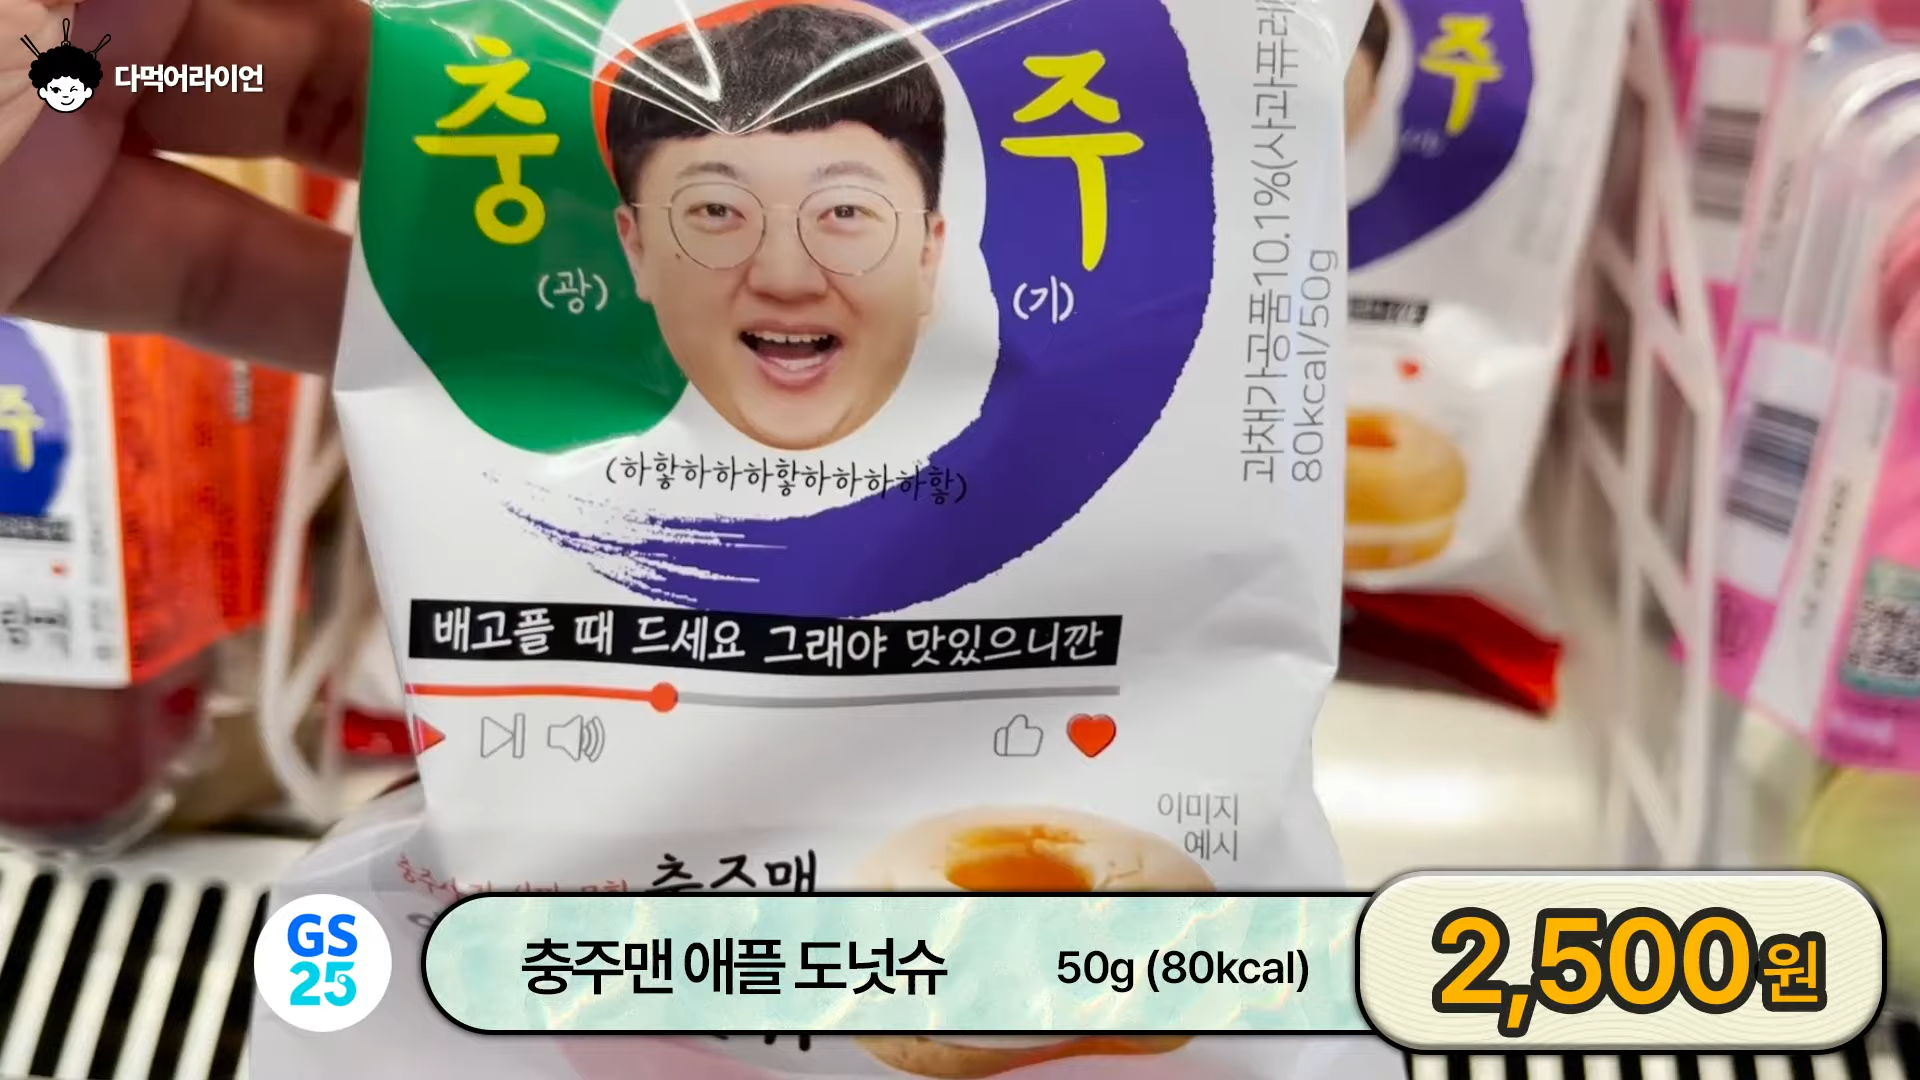 다먹어라이언
충 주
(광) (기)
(하핳하하하핳하하하하핳)
배고플 때 드세요 그래야 맛있으니깐
과채가공품10.1%(사과퓨레
80kcal/50g
주
이미지
예시
충주맨
GS
25
충주맨 애플 도넛슈
50g (80kcal)
2,500원